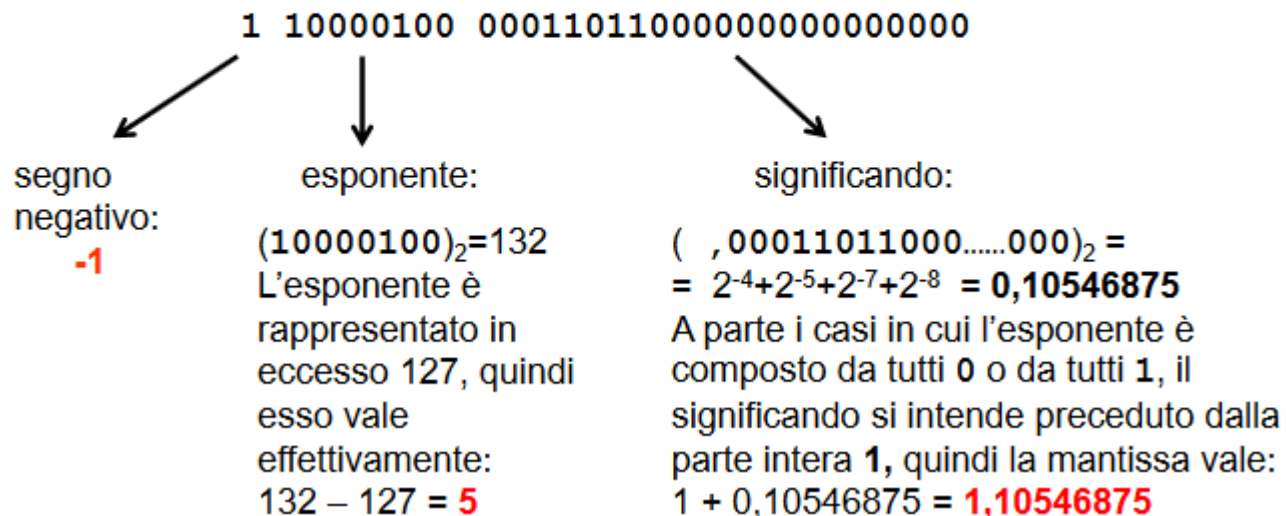 1 10000100 00011011000000000000000
segno
negativo:
-1
esponente:
(10000100)₂=132
L'esponente è
rappresentato in
eccesso 127, quindi
esso vale
effettivamente:
132 – 127 = 5
significando:
( ,00011011000......000)₂ =
= 2⁻⁴+2⁻⁵+2⁻⁷+2⁻⁸ = 0,10546875
A parte i casi in cui l'esponente è
composto da tutti 0 o da tutti 1, il
significando si intende preceduto dalla
parte intera 1, quindi la mantissa vale:
1 + 0,10546875 = 1,10546875